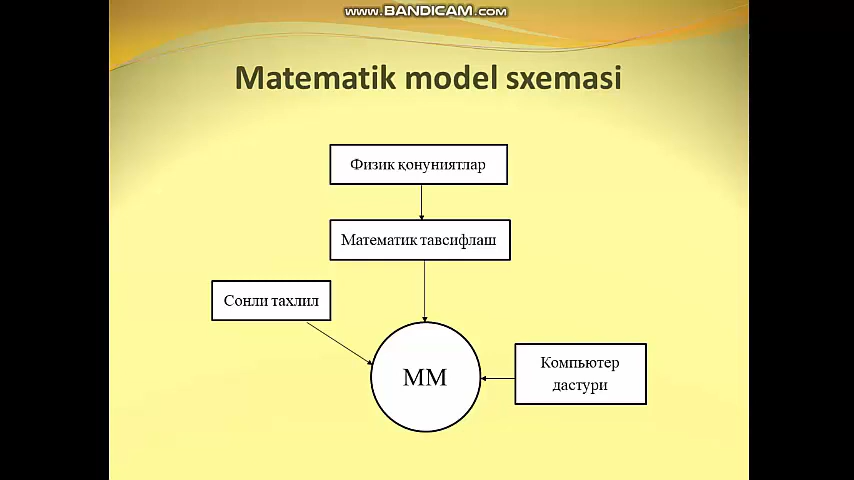 www.BANDICAM.com
Matematik model sxemasi
Физик қонуниятлар
Математик тавсифлаш
Сонли тахлил
ММ
Компьютер
дастури